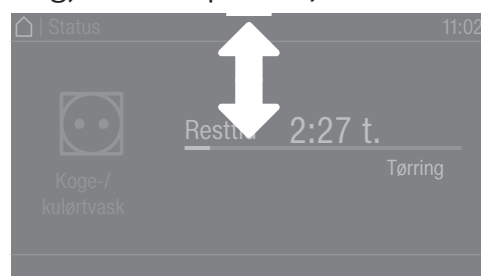 | Status 11:02
2:27 t.
Tørring
Koge-/
kulørtvask